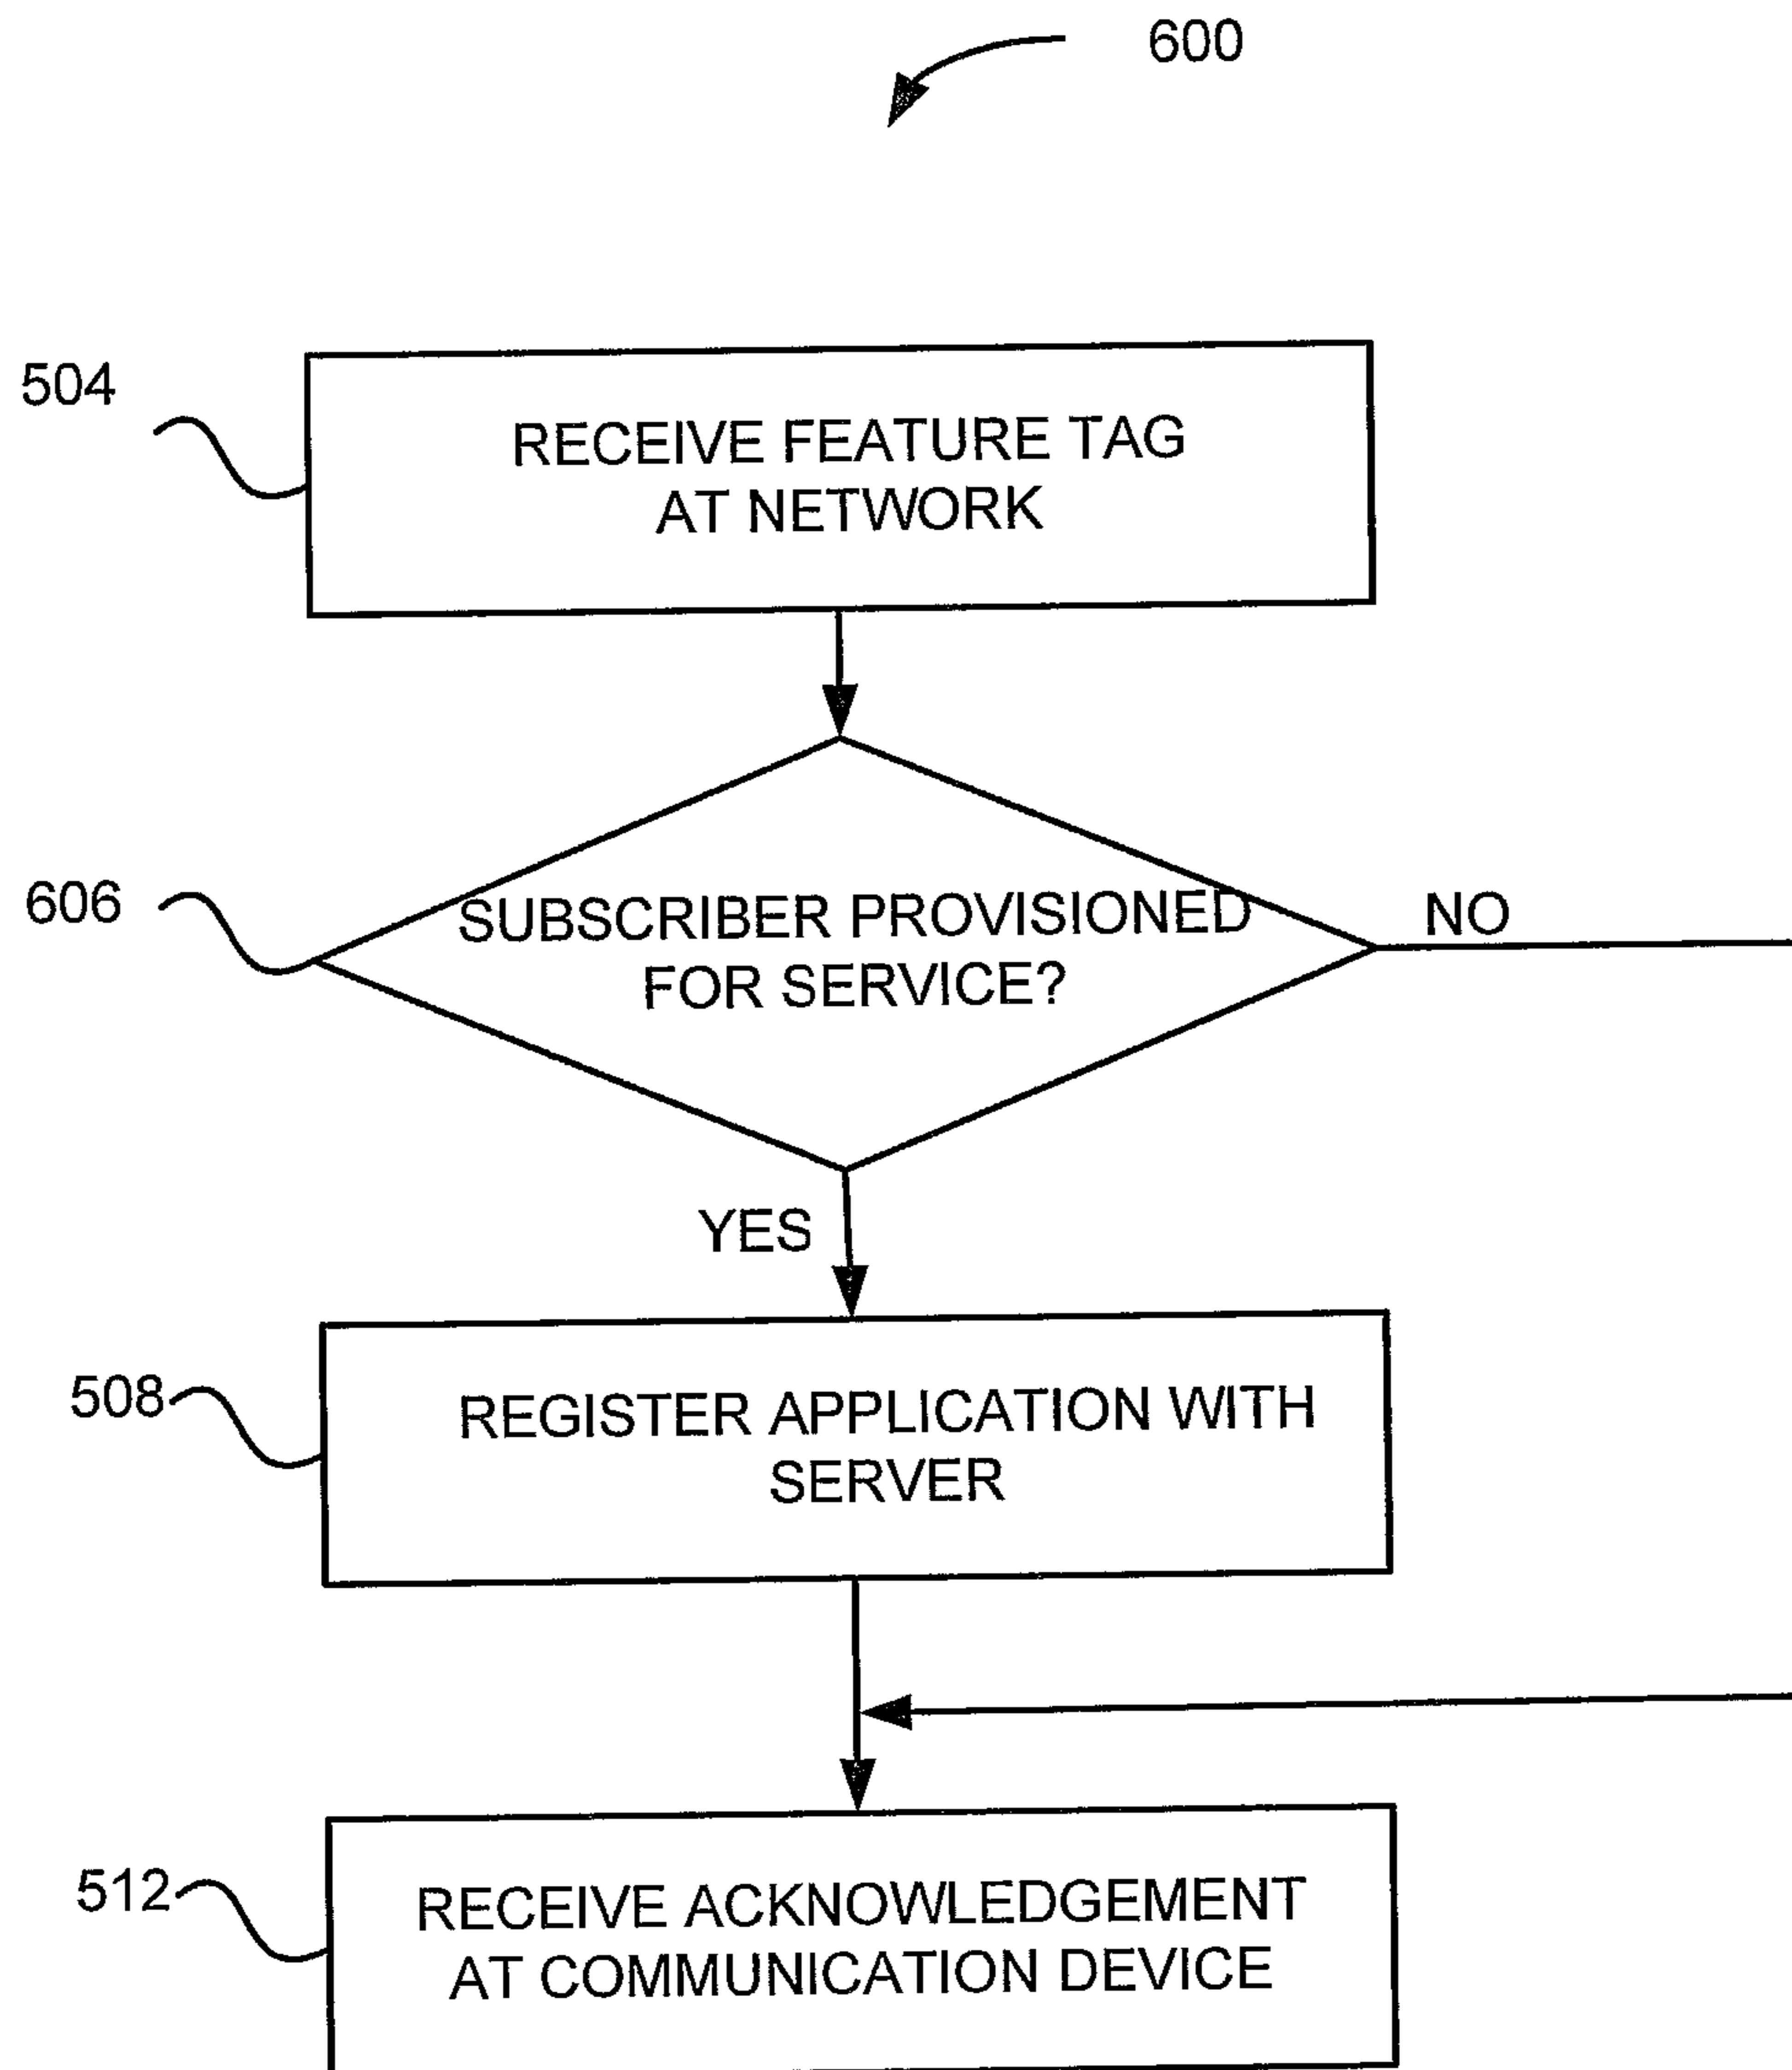 600
504
RECEIVE FEATURE TAG
AT NETWORK
606
SUBSCRIBER PROVISIONED
FOR SERVICE?
NO
YES
508
REGISTER APPLICATION WITH
SERVER
512
RECEIVE ACKNOWLEDGEMENT
AT COMMUNICATION DEVICE